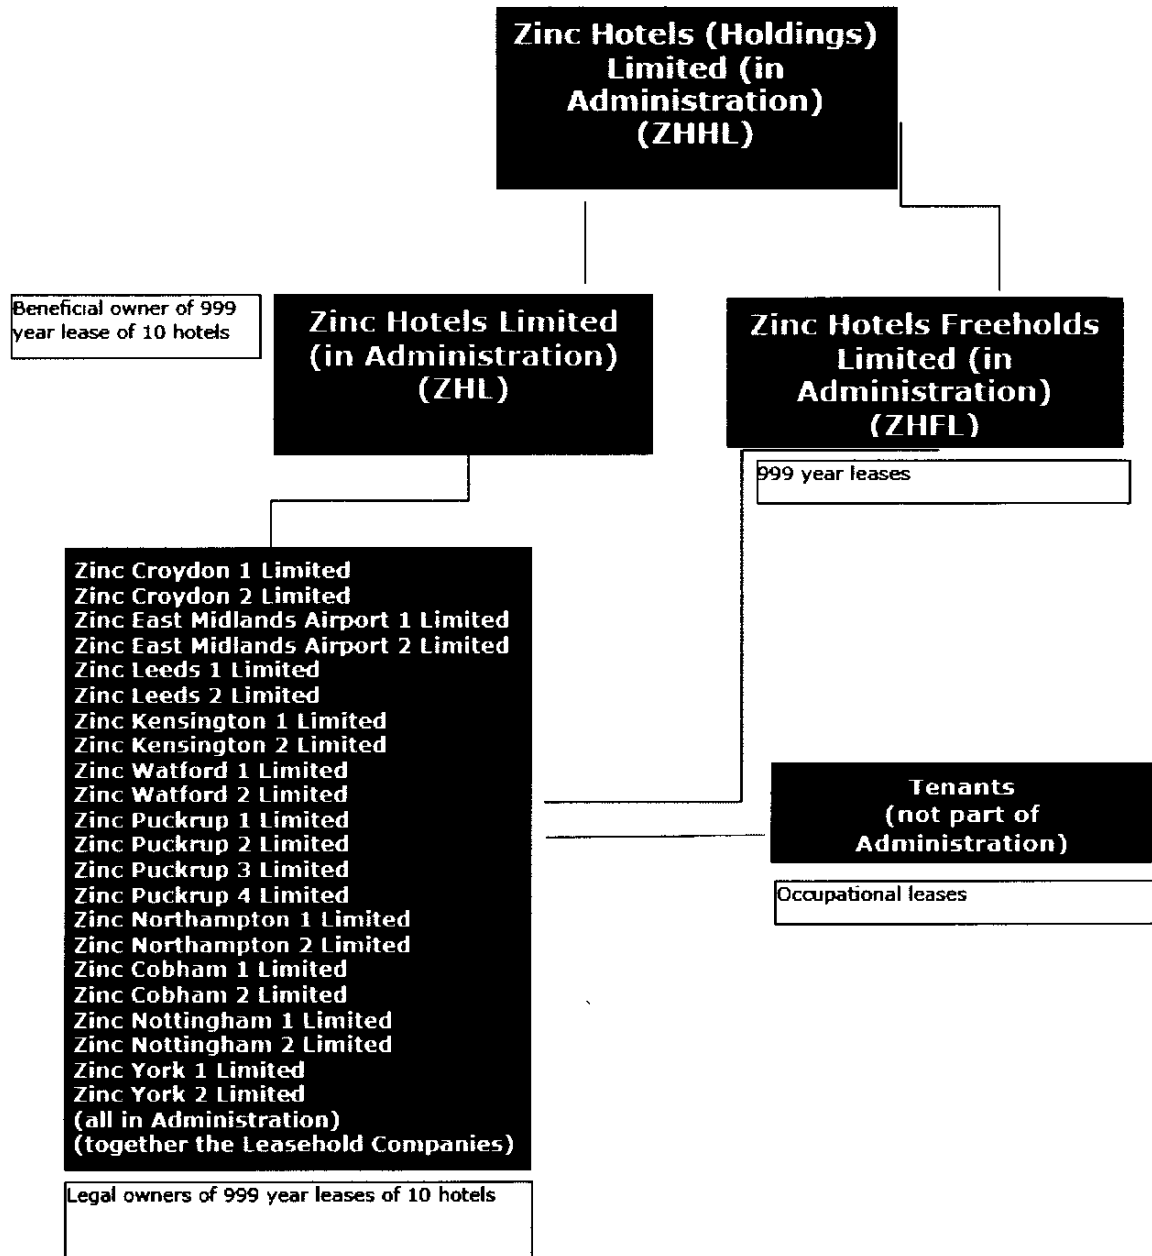 Zinc Hotels (Holdings)
Limited (in
Administration)
(ZHHL)
Beneficial owner of 999
year lease of 10 hotels
Zinc Hotels Limited
(in Administration)
(ZHL)
Zinc Hotels Freeholds
Limited (in
Administration)
(ZHFL)
999 year leases
Zinc Croydon 1 Limited
Zinc Croydon 2 Limited
Zinc East Midlands Airport 1 Limited
Zinc East Midlands Airport 2 Limited
Zinc Leeds 1 Limited
Zinc Leeds 2 Limited
Zinc Kensington 1 Limited
Zinc Kensington 2 Limited
Zinc Watford 1 Limited
Zinc Watford 2 Limited
Zinc Puckrup 1 Limited
Zinc Puckrup 2 Limited
Zinc Puckrup 3 Limited
Zinc Puckrup 4 Limited
Zinc Northampton 1 Limited
Zinc Northampton 2 Limited
Zinc Cobham 1 Limited
Zinc Cobham 2 Limited
Zinc Nottingham 1 Limited
Zinc Nottingham 2 Limited
Zinc York 1 Limited
Zinc York 2 Limited
(all in Administration)
(together the Leasehold Companies)
Legal owners of 999 year leases of 10 hotels
Tenants
(not part of
Administration)
Occupational leases